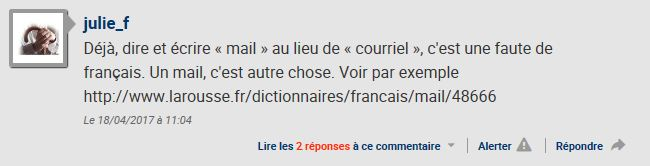 julie_f
Déjà, dire et écrire « mail » au lieu de « courriel », c'est une faute de
français. Un mail, c'est autre chose. Voir par exemple
http://www.larousse.fr/dictionnaires/francais/mail/48666
Le 18/04/2017 à 11:04
Lire les 2 réponses à ce commentaire Alerter Répondre